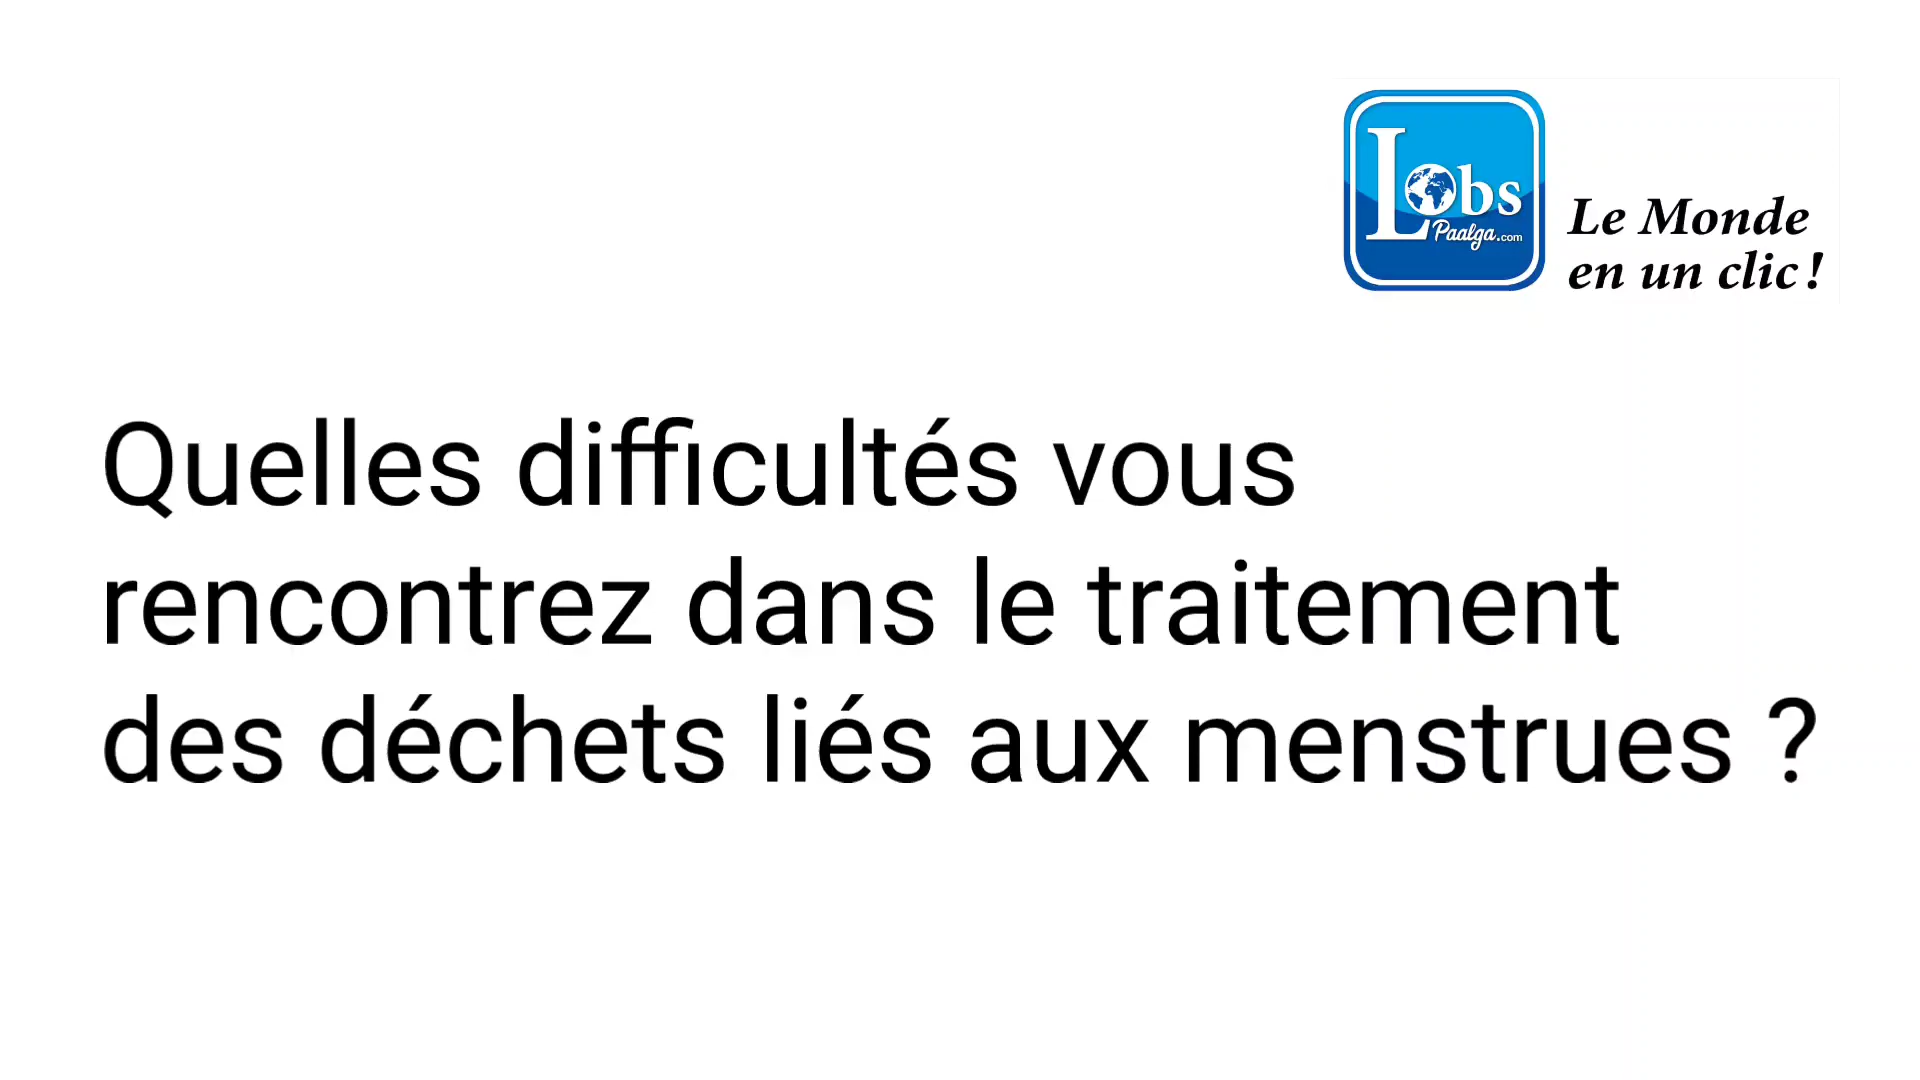 Lobs
Paalga.com
Le Monde
en un clic !
Quelles difficultés vous
rencontrez dans le traitement
des déchets liés aux menstrues ?